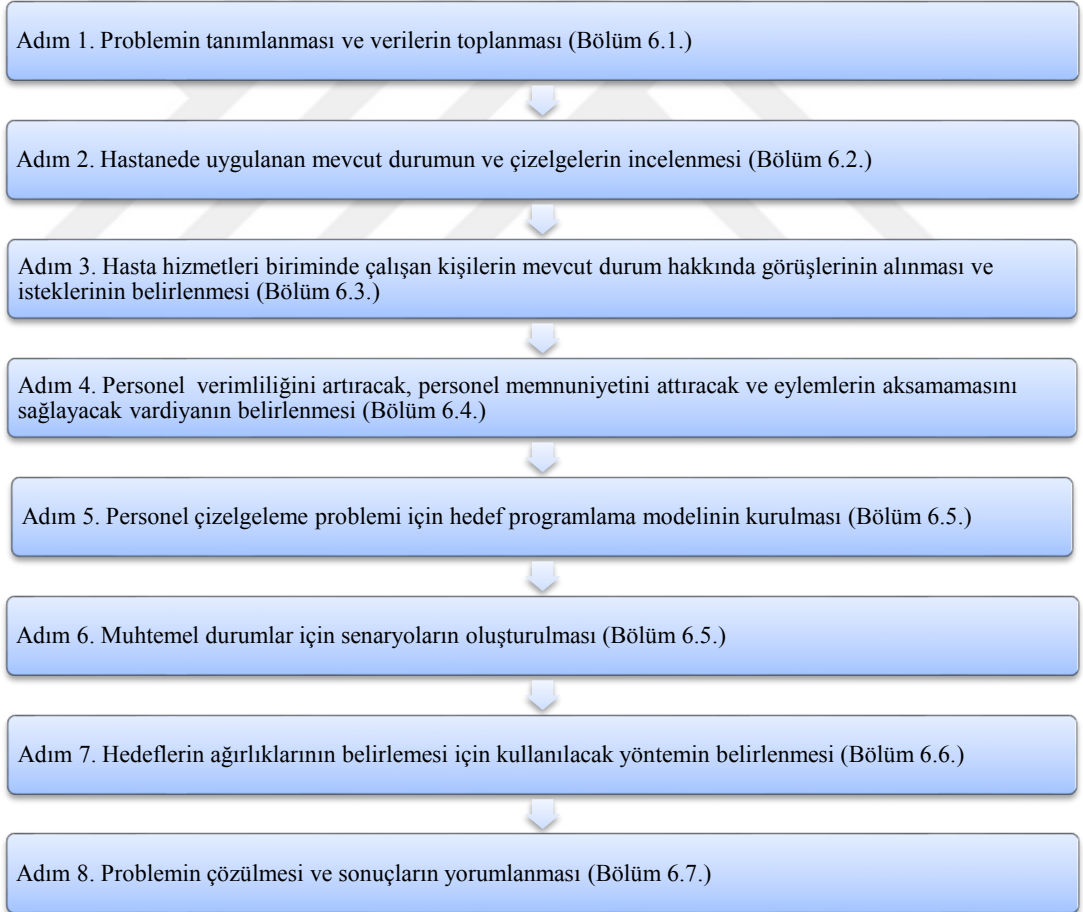 Adım 1. Problemin tanımlanması ve verilerin toplanması (Bölüm 6.1.)
Adım 2. Hastanede uygulanan mevcut durumun ve çizelgelerin incelenmesi (Bölüm 6.2.)
Adım 3. Hasta hizmetleri biriminde çalışan kişilerin mevcut durum hakkında görüşlerinin alınması ve
isteklerinin belirlenmesi (Bölüm 6.3.)
Adım 4. Personel verimliliğini artıracak, personel memnuniyetini attıracak ve eylemlerin aksamamasını
sağlayacak vardiyanın belirlenmesi (Bölüm 6.4.)
Adım 5. Personel çizelgeleme problemi için hedef programlama modelinin kurulması (Bölüm 6.5.)
Adım 6. Muhtemel durumlar için senaryoların oluşturulması (Bölüm 6.5.)
Adım 7. Hedeflerin ağırlıklarının belirlemesi için kullanılacak yöntemin belirlenmesi (Bölüm 6.6.)
Adım 8. Problemin çözülmesi ve sonuçların yorumlanması (Bölüm 6.7.)